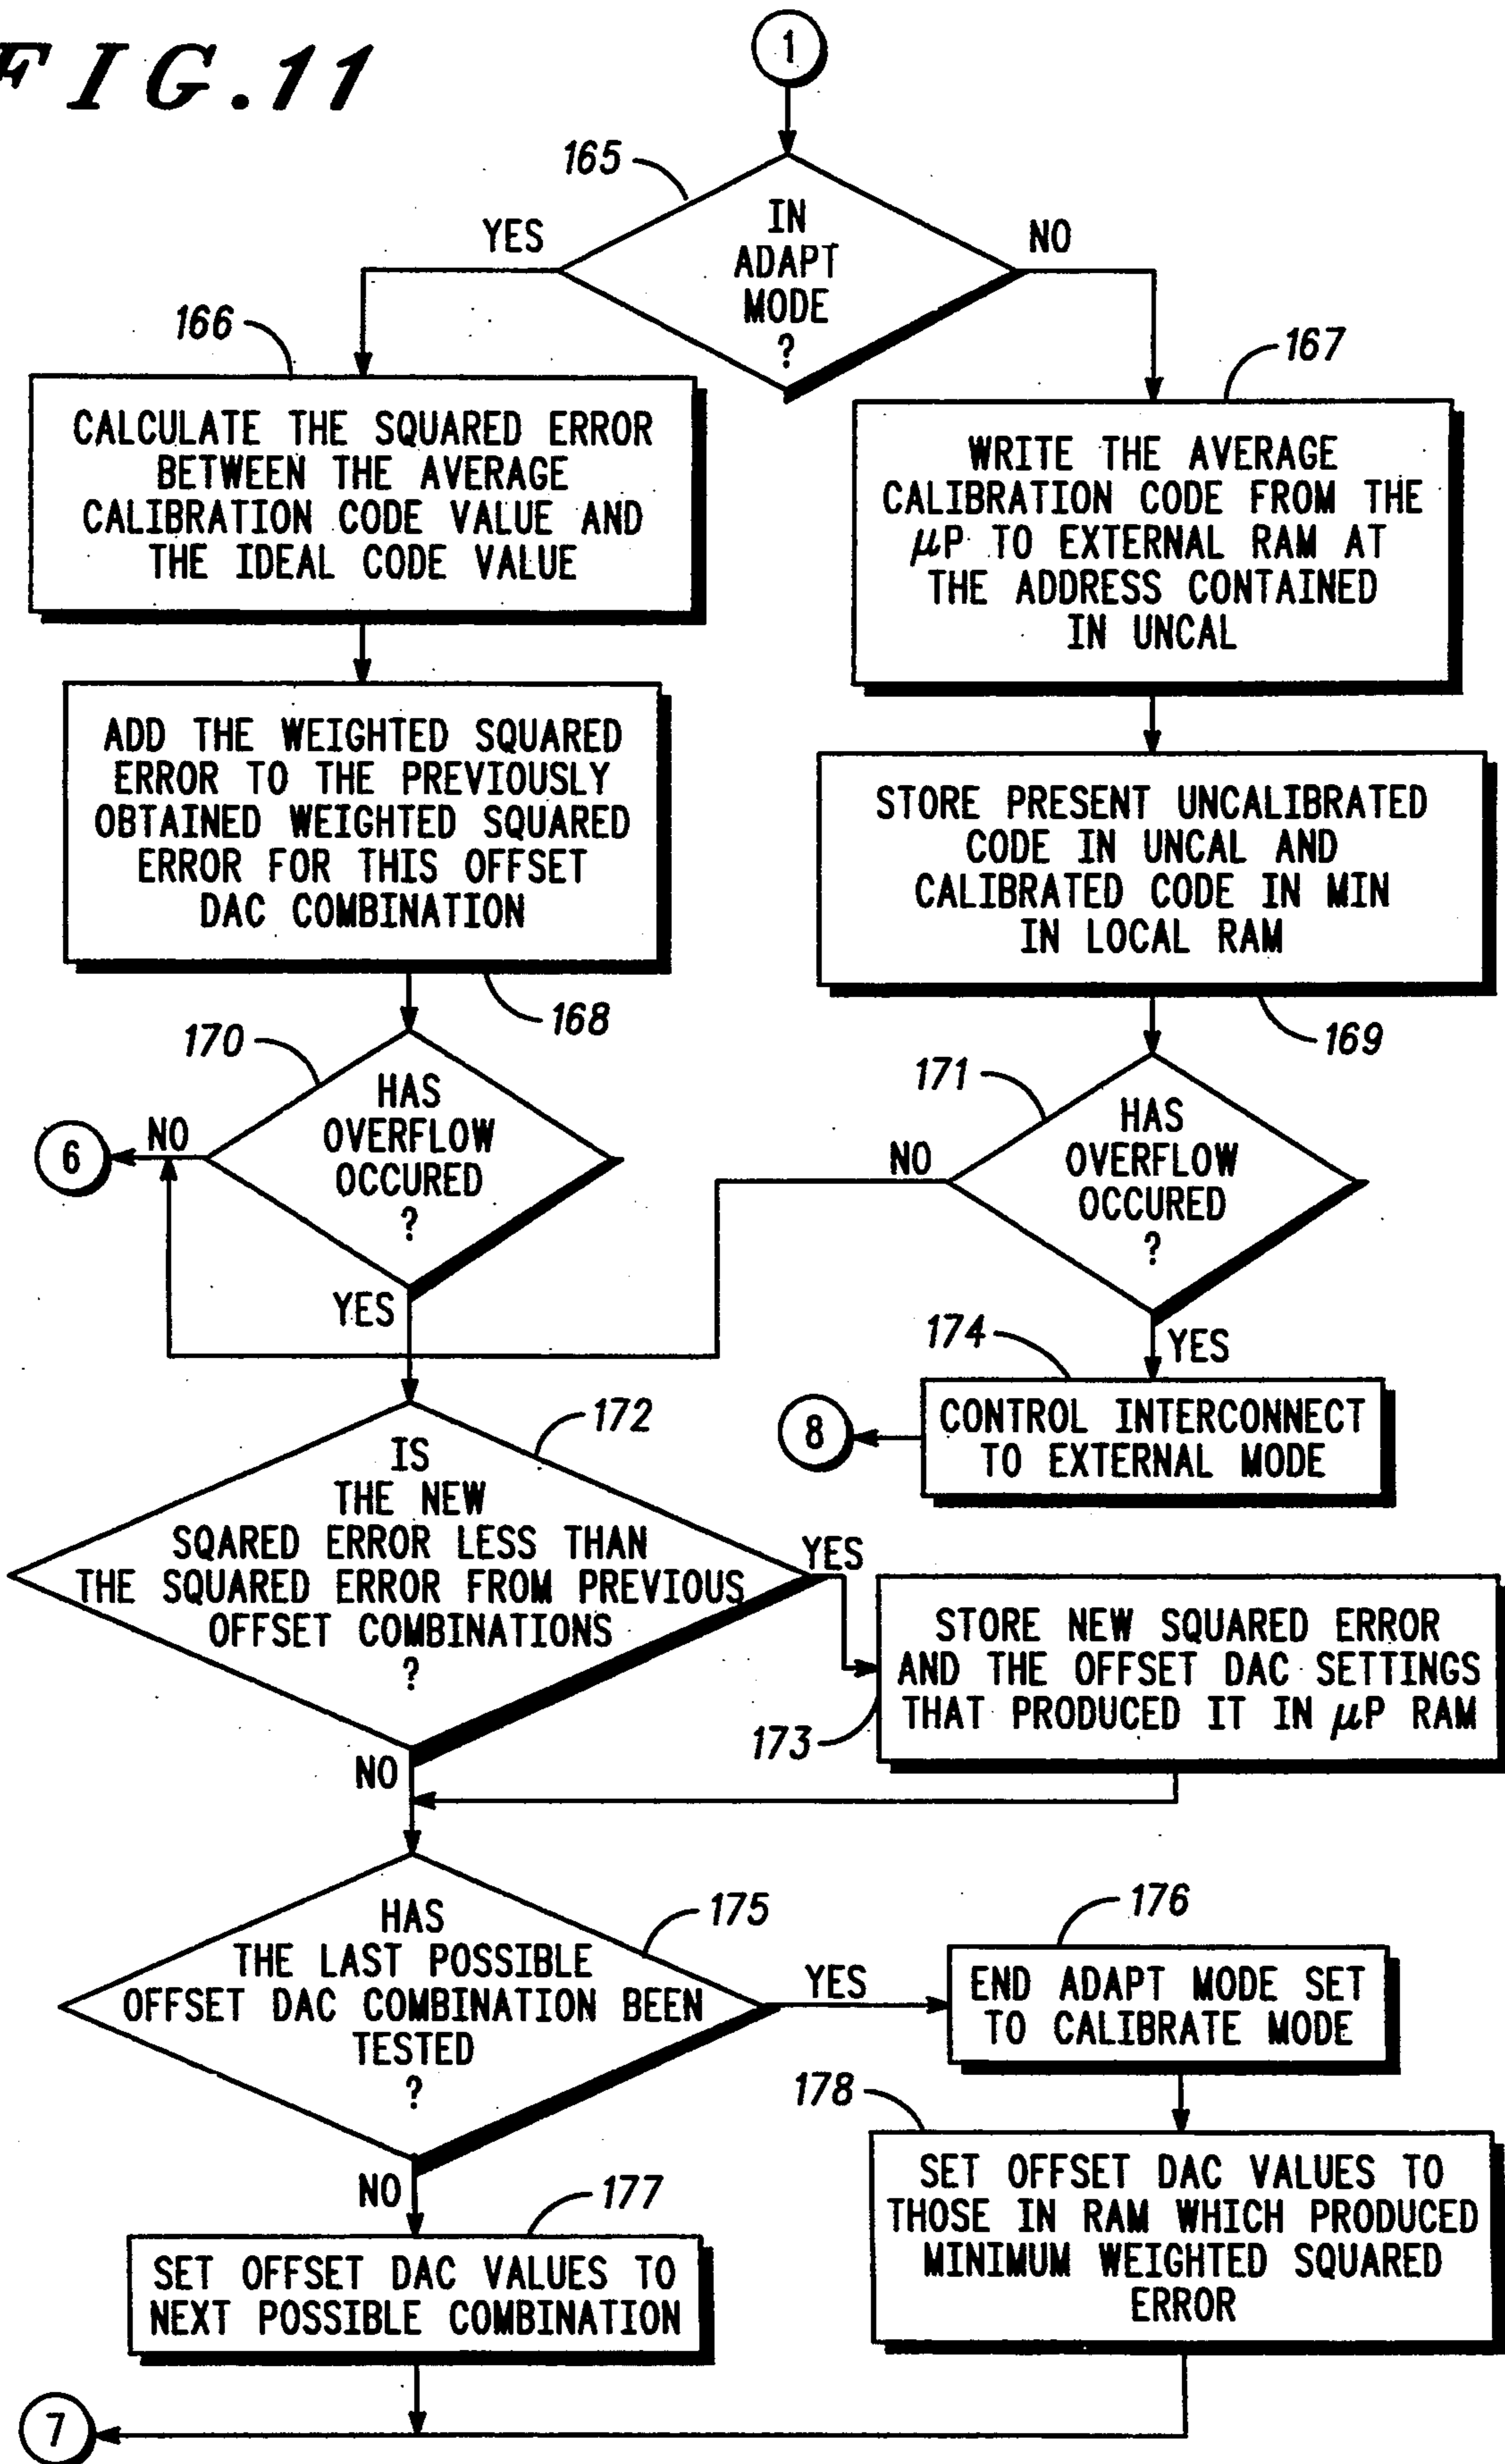 FIG.11
1
165
IN
ADAPT
MODE
?
YES
NO
166
CALCULATE THE SQUARED ERROR
BETWEEN THE AVERAGE
CALIBRATION CODE VALUE AND
THE IDEAL CODE VALUE
167
WRITE THE AVERAGE
CALIBRATION CODE FROM THE
μP TO EXTERNAL RAM AT
THE ADDRESS CONTAINED
IN UNCAL
ADD THE WEIGHTED SQUARED
ERROR TO THE PREVIOUSLY
OBTAINED WEIGHTED SQUARED
ERROR FOR THIS OFFSET
DAC COMBINATION
168
STORE PRESENT UNCALIBRATED
CODE IN UNCAL AND
CALIBRATED CODE IN MIN
IN LOCAL RAM
169
170
HAS
OVERFLOW
OCCURED
?
NO
6
YES
171
HAS
OVERFLOW
OCCURED
?
NO
YES
174
CONTROL INTERCONNECT
TO EXTERNAL MODE
8
172
IS
THE NEW
SQARED ERROR LESS THAN
THE SQUARED ERROR FROM PREVIOUS
OFFSET COMBINATIONS
?
YES
NO
STORE NEW SQUARED ERROR
AND THE OFFSET DAC SETTINGS
THAT PRODUCED IT IN μP RAM
173
175
HAS
THE LAST POSSIBLE
OFFSET DAC COMBINATION BEEN
TESTED
?
YES
NO
176
END ADAPT MODE SET
TO CALIBRATE MODE
178
SET OFFSET DAC VALUES TO
THOSE IN RAM WHICH PRODUCED
MINIMUM WEIGHTED SQUARED
ERROR
177
SET OFFSET DAC VALUES TO
NEXT POSSIBLE COMBINATION
7